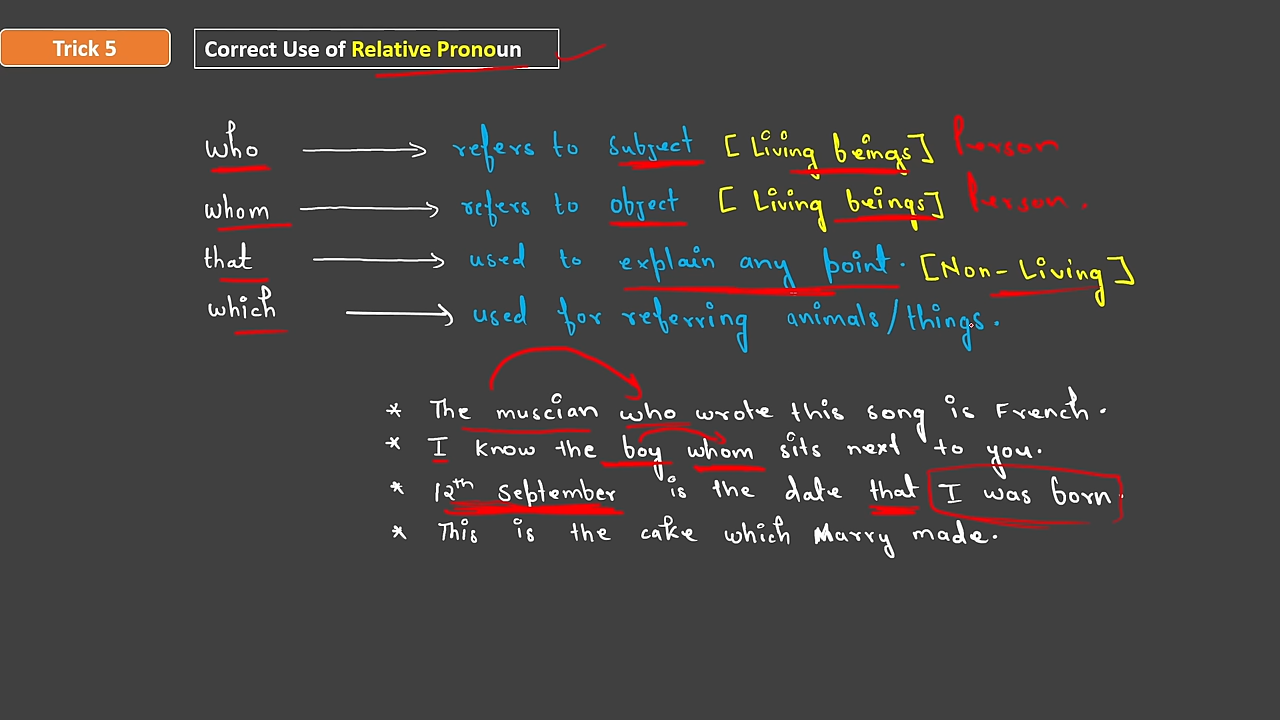 Trick 5
Correct Use of Relative Pronoun
who → refers to subject [Living beings] Person
whom → refers to object [Living beings] Person.
that → used to explain any point. [Non-Living]
which → used for referring animals/things.
* The muscian who wrote this song is French.
* I know the boy whom sits next to you.
* 12th September is the date that I was born.
* This is the cake which Marry made.